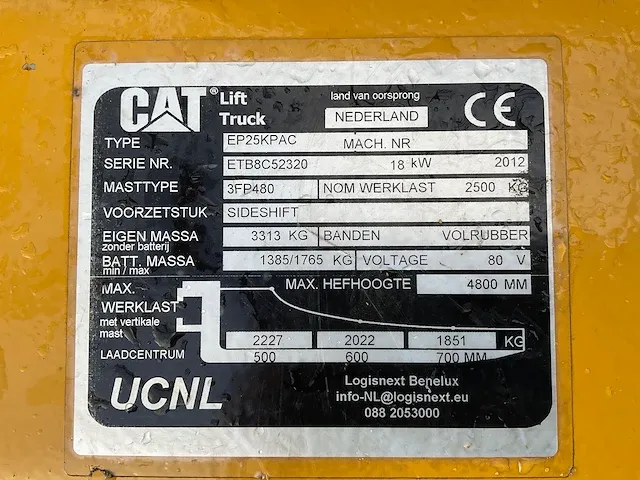 CAT® Lift Truck
land van oorsprong
NEDERLAND
CE
TYPE EP25KPAC MACH. NR
SERIE NR. ETB8C52320 18 kW 2012
MASTTYPE 3FP480 NOM WERKLAST 2500 KG
VOORZETSTUK SIDESHIFT
EIGEN MASSA 3313 KG BANDEN VOLRUBBER
zonder batterij
BATT. MASSA 1385/1765 KG VOLTAGE 80 V
min / max
MAX. MAX. HEFHOOGTE 4800 MM
WERKLAST
met vertikale
mast 2227 2022 1851 KG
LAADCENTRUM 500 600 700 MM
UCNL
Logisnext Benelux
info-NL@logisnext.eu
088 2053000